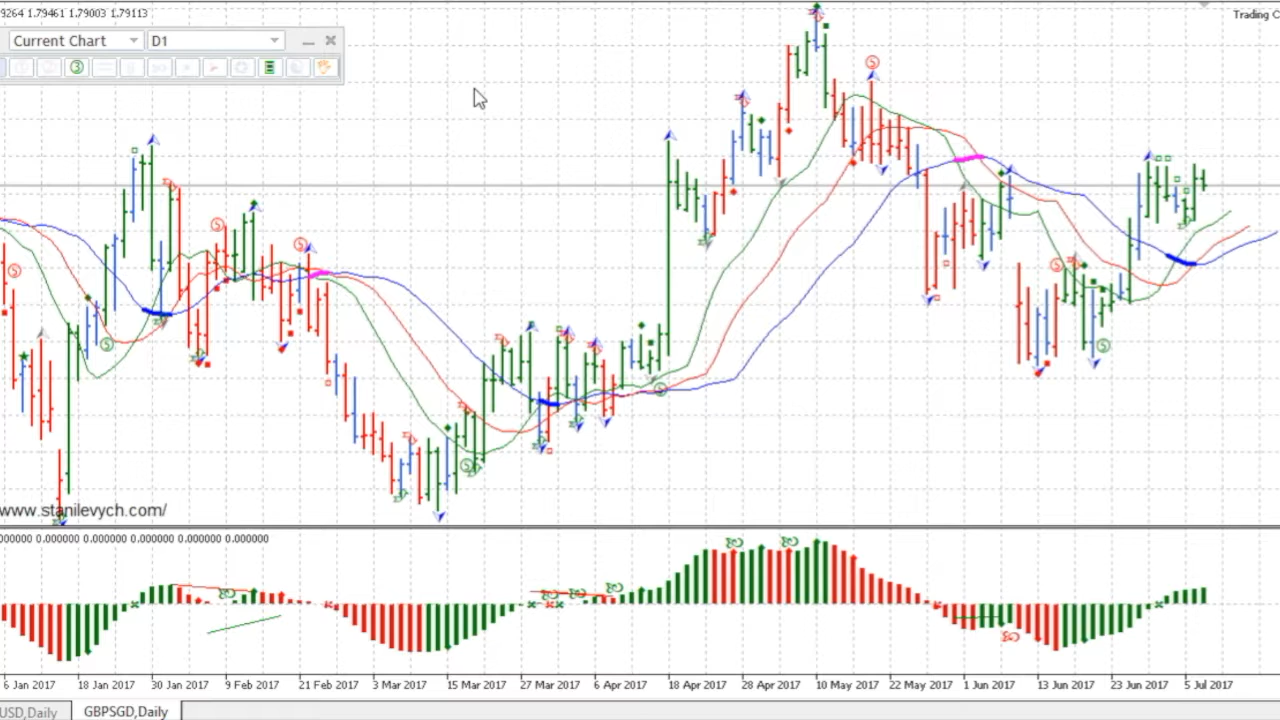 9264 1.79461 1.79003 1.79113
Trading C
Current Chart D1
www.stanilevych.com/
000000 0.000000 0.000000 0.000000 0.000000 0.000000
6 Jan 2017 18 Jan 2017 30 Jan 2017 9 Feb 2017 21 Feb 2017 3 Mar 2017 15 Mar 2017 27 Mar 2017 6 Apr 2017 18 Apr 2017 28 Apr 2017 10 May 2017 22 May 2017 1 Jun 2017 13 Jun 2017 23 Jun 2017 5 Jul 2017
USD,Daily GBPSGD,Daily